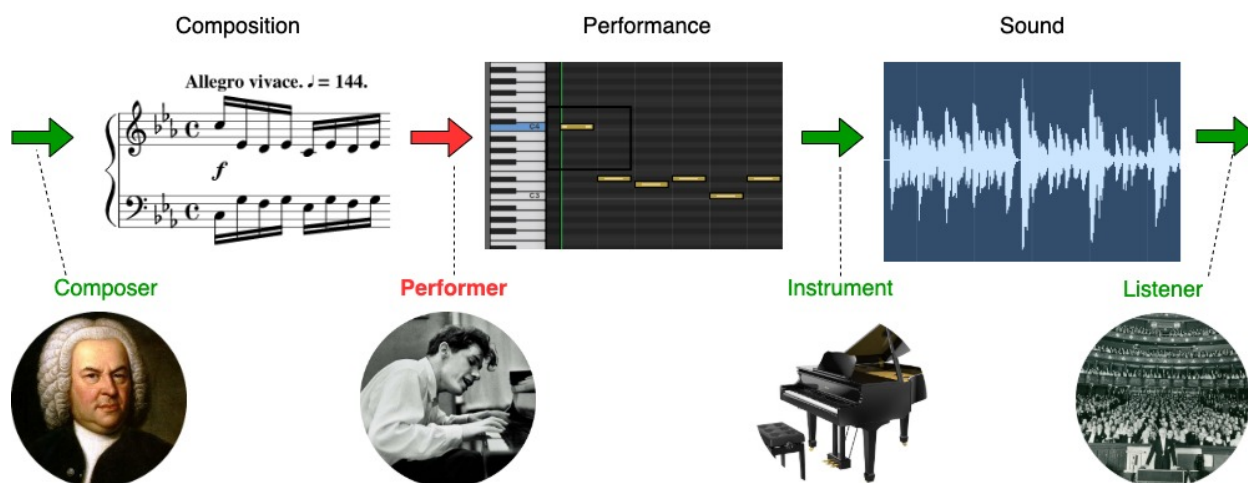 Composition
Performance
Sound
Allegro vivace. ♩ = 144.
f
C4
C3
Composer
Performer
Instrument
Listener